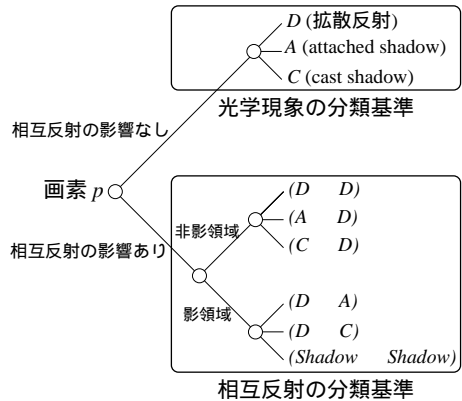 D (拡散反射)
A (attached shadow)
C (cast shadow)
光学現象の分類基準
相互反射の影響なし
画素 p
相互反射の影響あり
非影領域
(D D)
(A D)
(C D)
影領域
(D A)
(D C)
(Shadow Shadow)
相互反射の分類基準